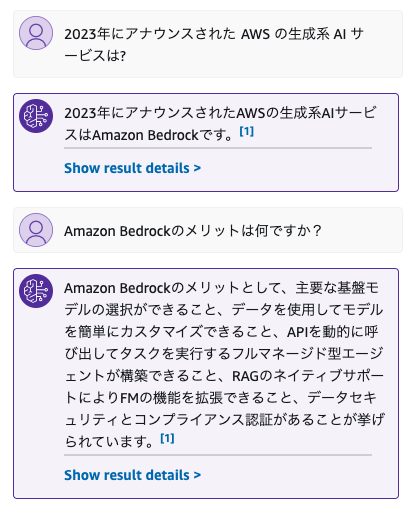 2023年にアナウンスされた AWS の生成系 AI サ
ービスは?
2023年にアナウンスされたAWSの生成系AIサービ
スはAmazon Bedrockです。[1]
Show result details >
Amazon Bedrockのメリットは何ですか？
Amazon Bedrockのメリットとして、主要な基盤モ
デルの選択ができること、データを使用してモデル
を簡単にカスタマイズできること、APIを動的に呼
び出してタスクを実行するフルマネージド型エージ
ェントが構築できること、RAGのネイティブサポー
トによりFMの機能を拡張できること、データセキ
ュリティとコンプライアンス認証があることが挙げ
られています。[1]
Show result details >